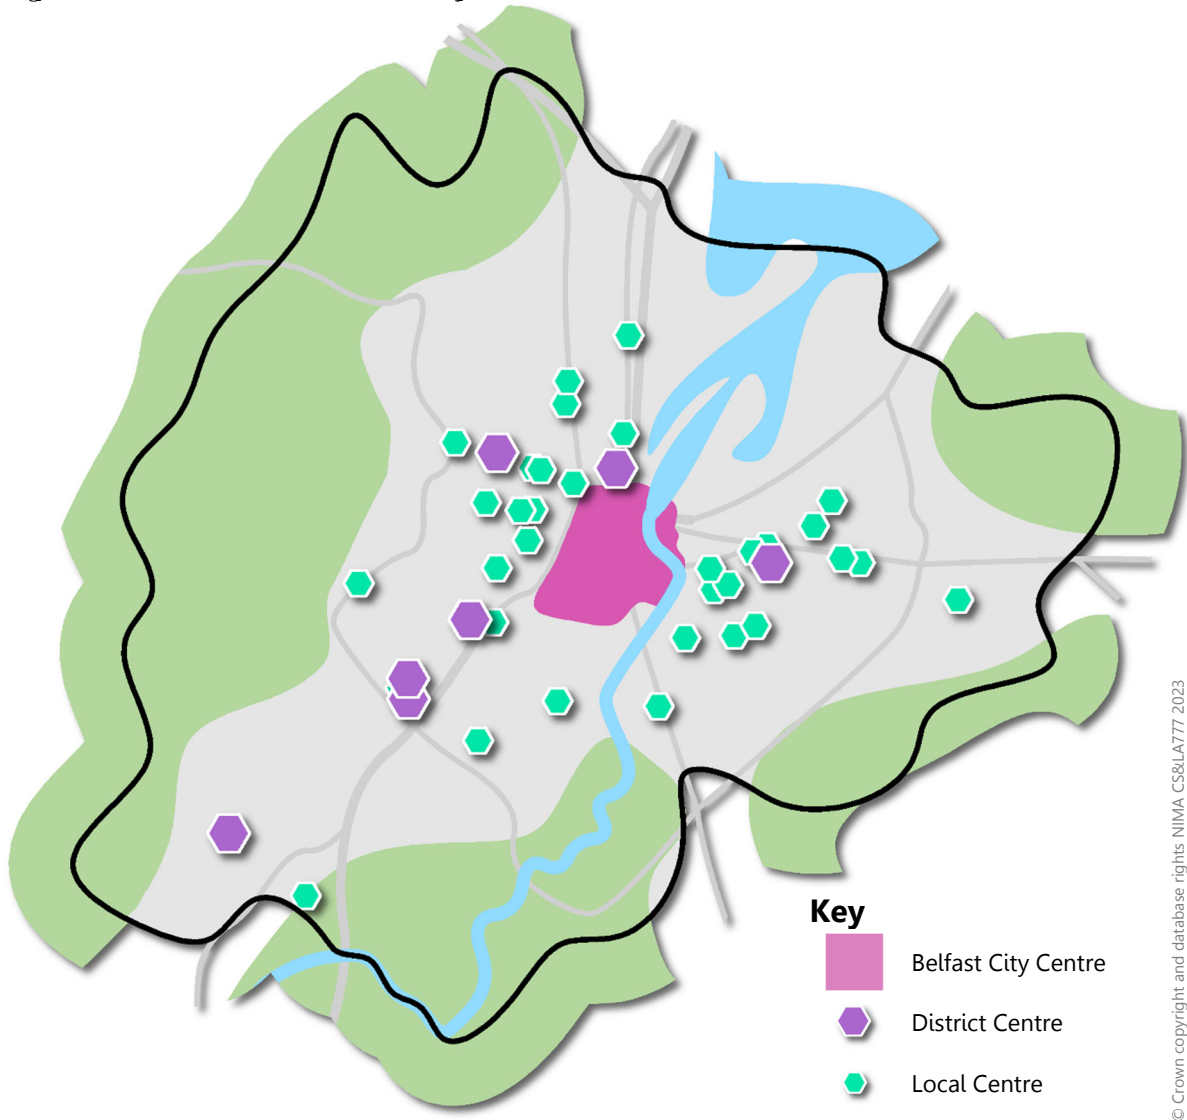 Key
Belfast City Centre
District Centre
Local Centre
© Crown copyright and database rights NIMA CS&LA777 2023